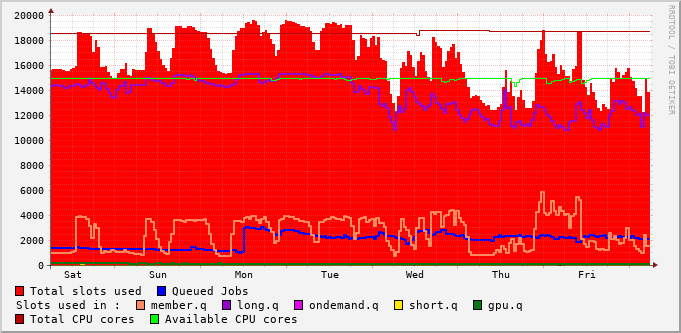 20000
18000
16000
14000
12000
10000
8000
6000
4000
2000
0
Sat Sun Mon Tue Wed Thu Fri
RRDTOOL / TOBI OETIKER
Total slots used Queued Jobs
Slots used in : member.q long.q ondemand.q short.q gpu.q
Total CPU cores Available CPU cores